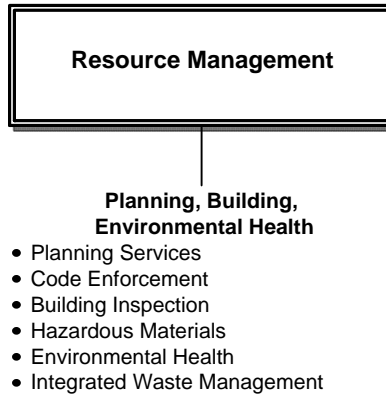 Resource Management
Planning, Building,
Environmental Health
• Planning Services
• Code Enforcement
• Building Inspection
• Hazardous Materials
• Environmental Health
• Integrated Waste Management